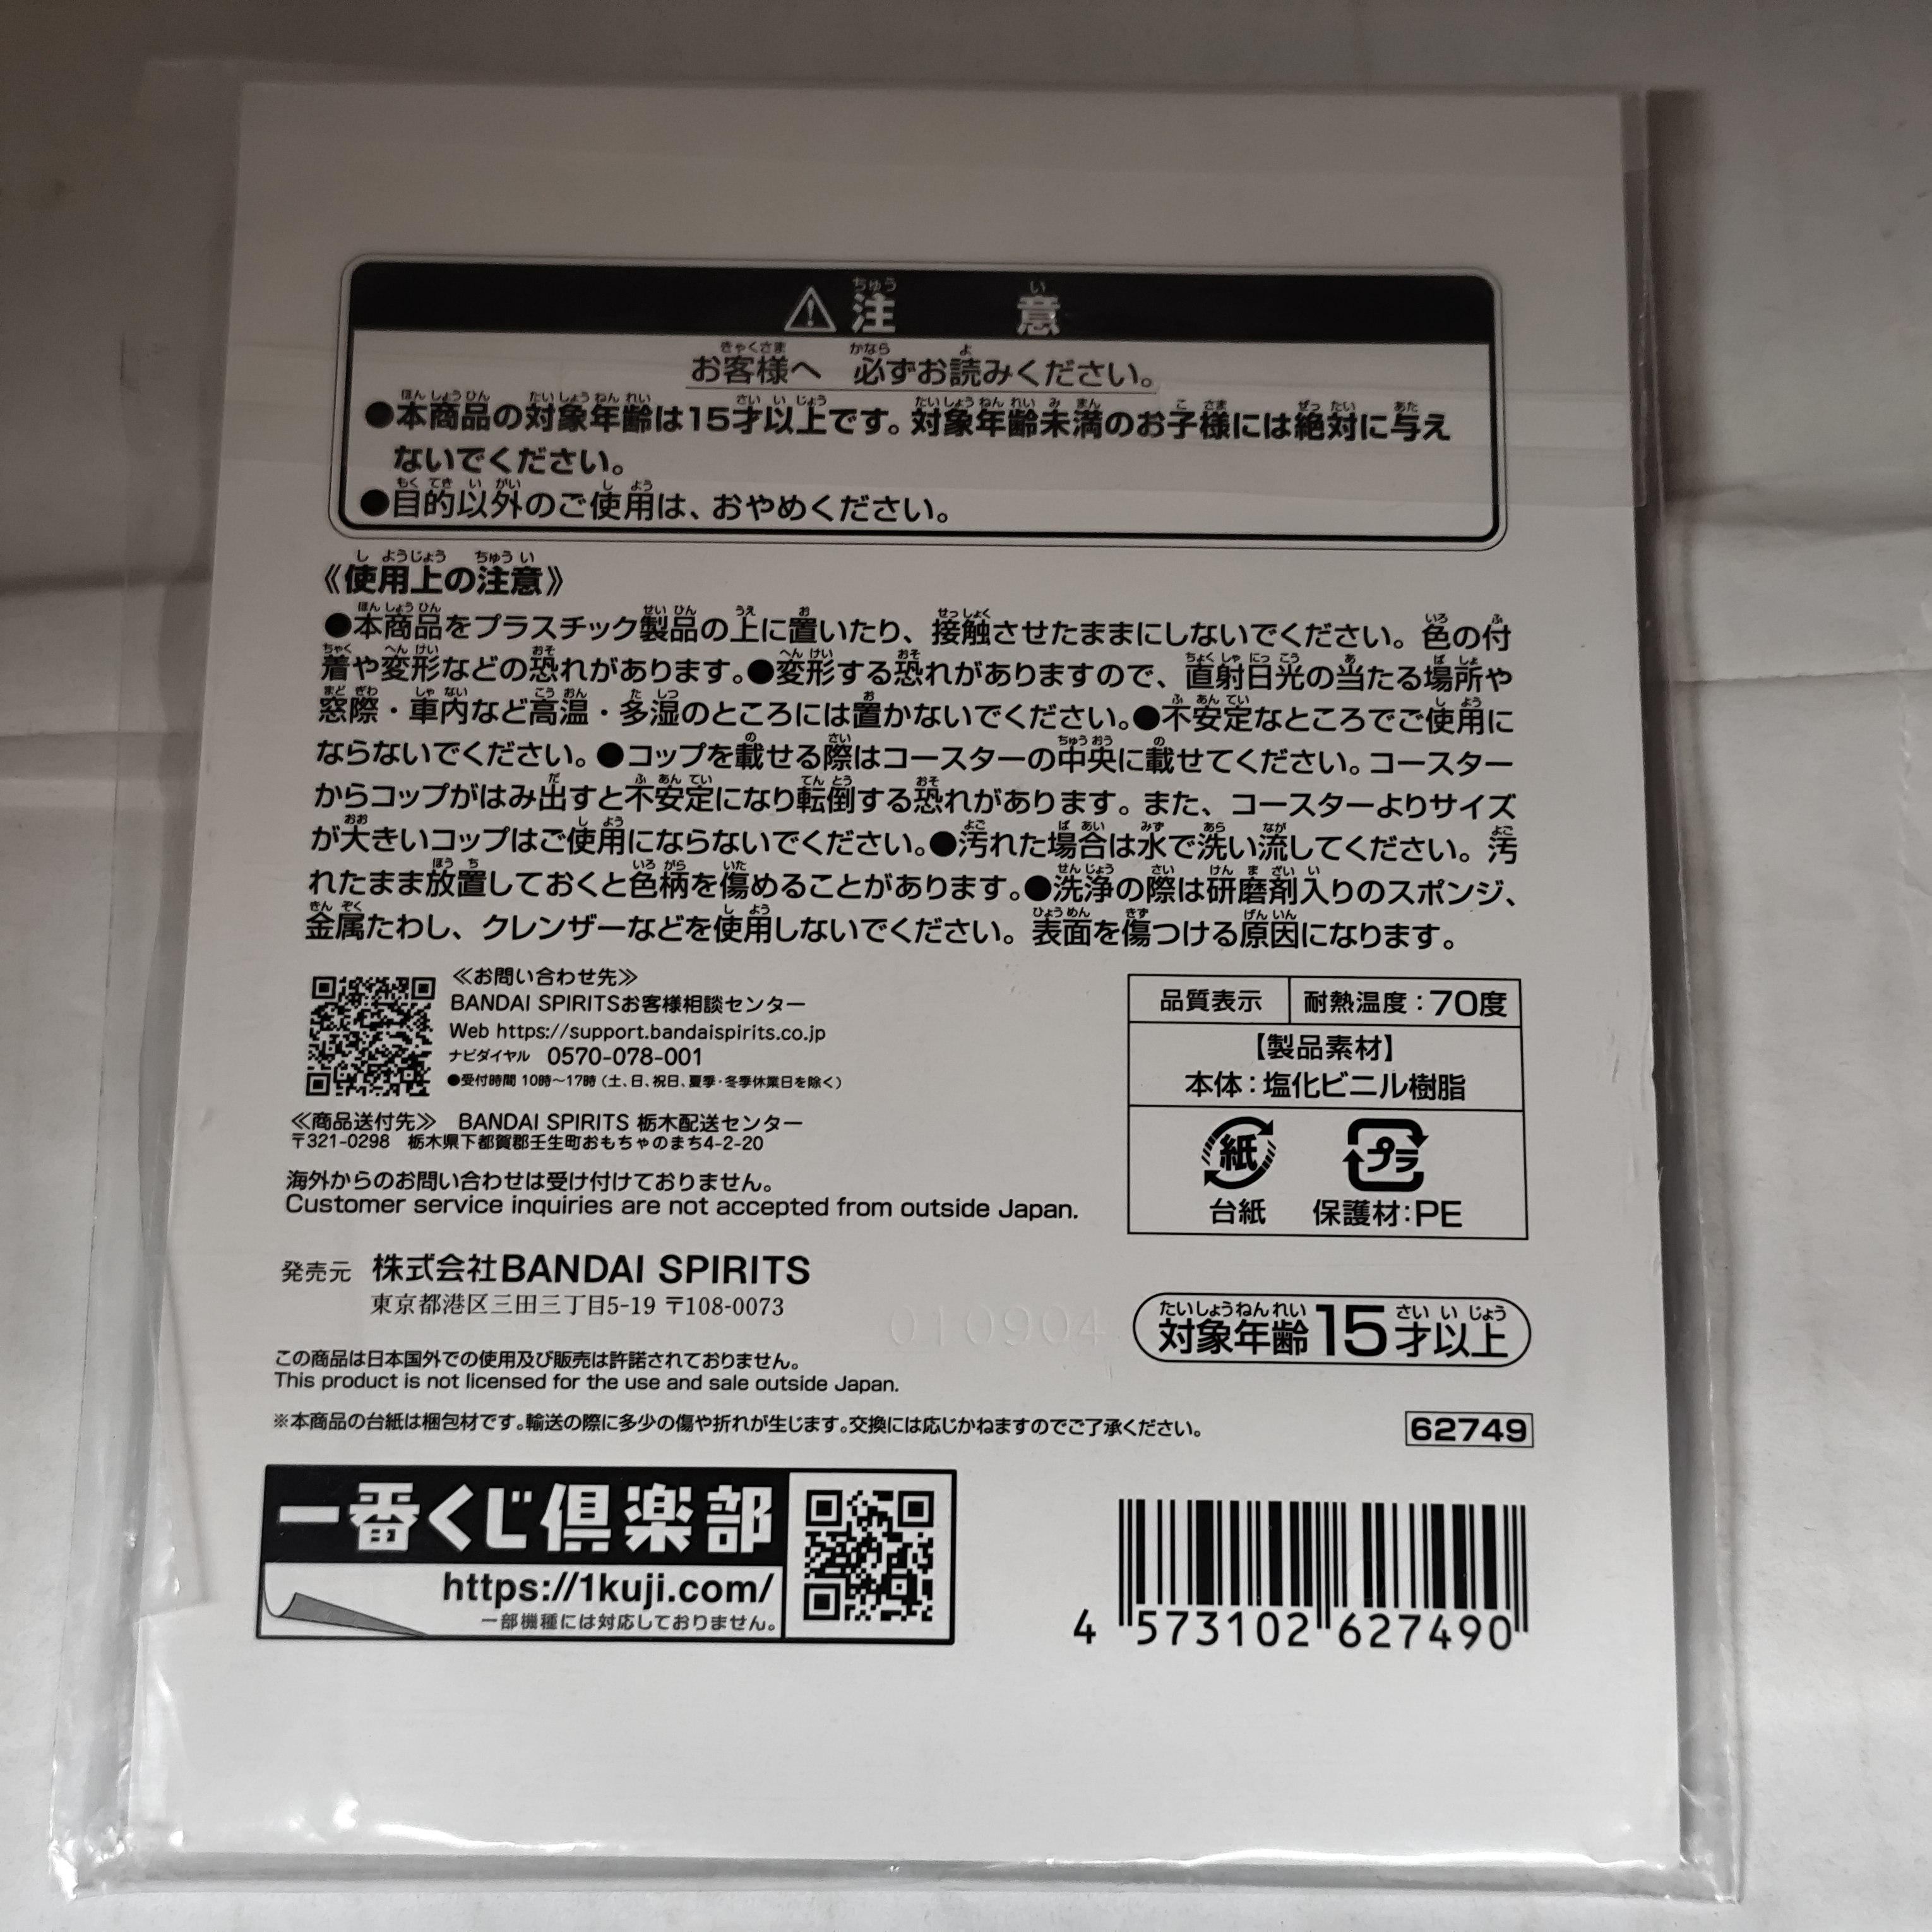 注 意
お客様へ 必ずお読みください。
●本商品の対象年齢は15才以上です。対象年齢未満のお子様には絶対に与え
ないでください。
●目的以外のご使用は、おやめください。
《使用上の注意》
●本商品をプラスチック製品の上に置いたり、接触させたままにしないでください。色の付
着や変形などの恐れがあります。●変形する恐れがありますので、直射日光の当たる場所や
窓際・車内など高温・多湿のところには置かないでください。●不安定なところでご使用に
ならないでください。●コップを載せる際はコースターの中央に載せてください。コースター
からコップがはみ出すと不安定になり転倒する恐れがあります。また、コースターよりサイズ
が大きいコップはご使用にならないでください。●汚れた場合は水で洗い流してください。汚
れたまま放置しておくと色柄を傷めることがあります。●洗浄の際は研磨剤入りのスポンジ、
金属たわし、クレンザーなどを使用しないでください。表面を傷つける原因になります。
≪お問い合わせ先≫
BANDAI SPIRITSお客様相談センター
Web https://support.bandaispirits.co.jp
ナビダイヤル 0570-078-001
●受付時間 10時～17時（土、日、祝日、夏季・冬季休業日を除く）
≪商品送付先≫ BANDAI SPIRITS 栃木配送センター
〒321-0298 栃木県下都賀郡壬生町おもちゃのまち4-2-20
海外からのお問い合わせは受け付けておりません。
Customer service inquiries are not accepted from outside Japan.
品質表示 耐熱温度：70度
【製品素材】
本体：塩化ビニル樹脂
紙 プラ
台紙 保護材：PE
発売元 株式会社BANDAI SPIRITS
東京都港区三田三丁目5-19 〒108-0073
010904
対象年齢15才以上
この商品は日本国外での使用及び販売は許諾されておりません。
This product is not licensed for the use and sale outside Japan.
※本商品の台紙は梱包材です。輸送の際に多少の傷や折れが生じます。交換には応じかねますのでご了承ください。
62749
一番くじ倶楽部
https://1kuji.com/
一部機種には対応しておりません。
4 573102 627490